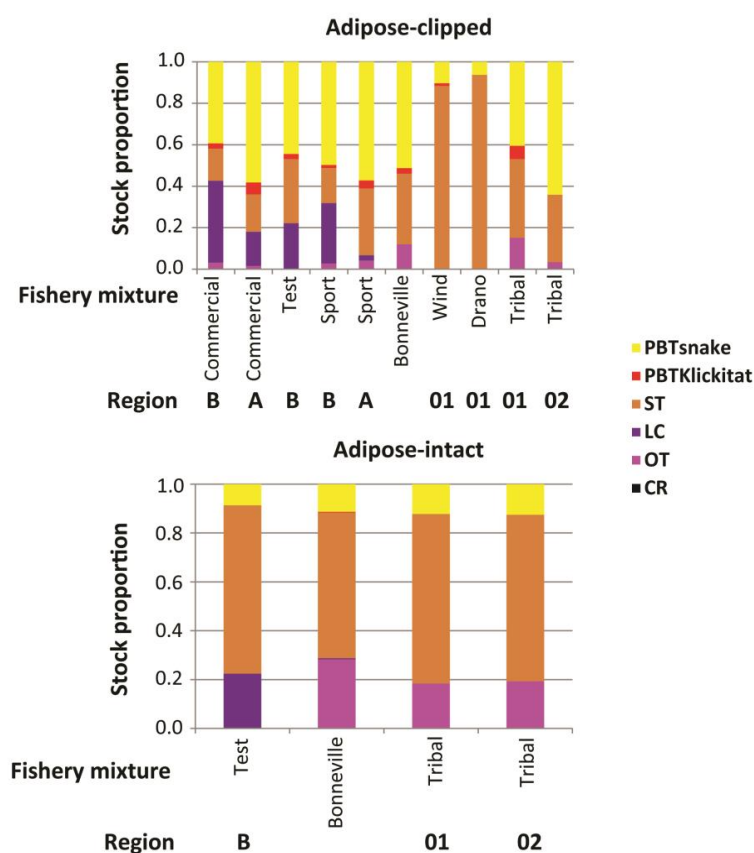 Adipose-clipped
1.0
0.8
0.6
0.4
0.2
0.0
Stock proportion
Fishery mixture
Commercial
Commercial
Test
Sport
Sport
Bonneville
Wind
Drano
Tribal
Tribal
Region B A B B A 01 01 01 02
PBTsnake
PBTKlickitat
ST
LC
OT
CR
Adipose-intact
1.0
0.8
0.6
0.4
0.2
0.0
Stock proportion
Fishery mixture
Test
Bonneville
Tribal
Tribal
Region B 01 02